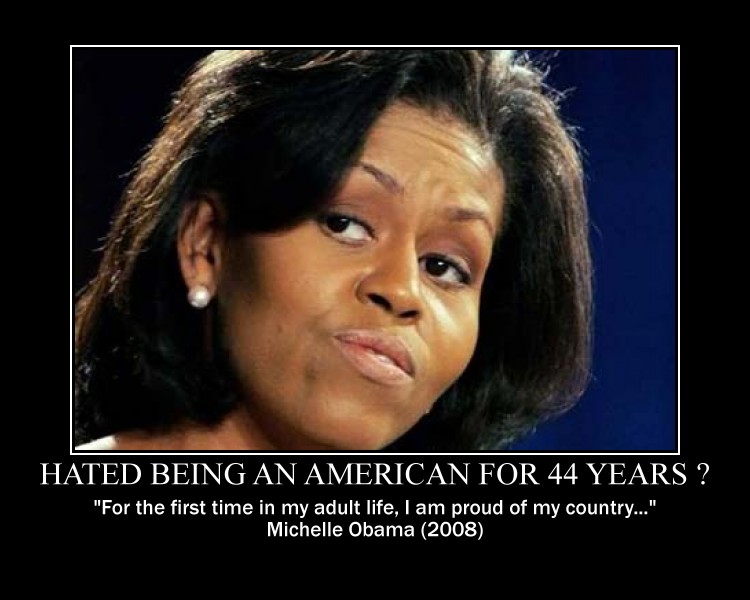 HATED BEING AN AMERICAN FOR 44 YEARS ?
"For the first time in my adult life, I am proud of my country..."
Michelle Obama (2008)